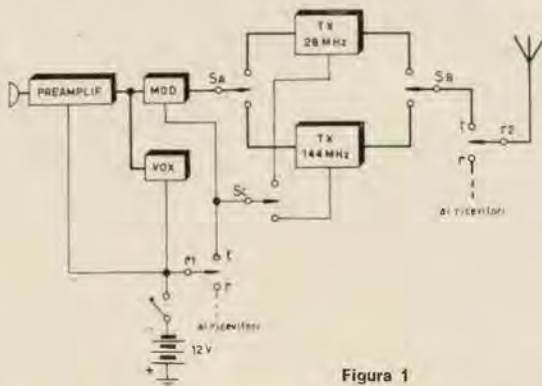 TX
28 MHz
PREAMPLIF
MOD
SA
SB
TX
144 MHz
VOX
t
r2
r
ai ricevitori
Sc
t
r1
r
ai ricevitori
-
12 V
+
Figura 1